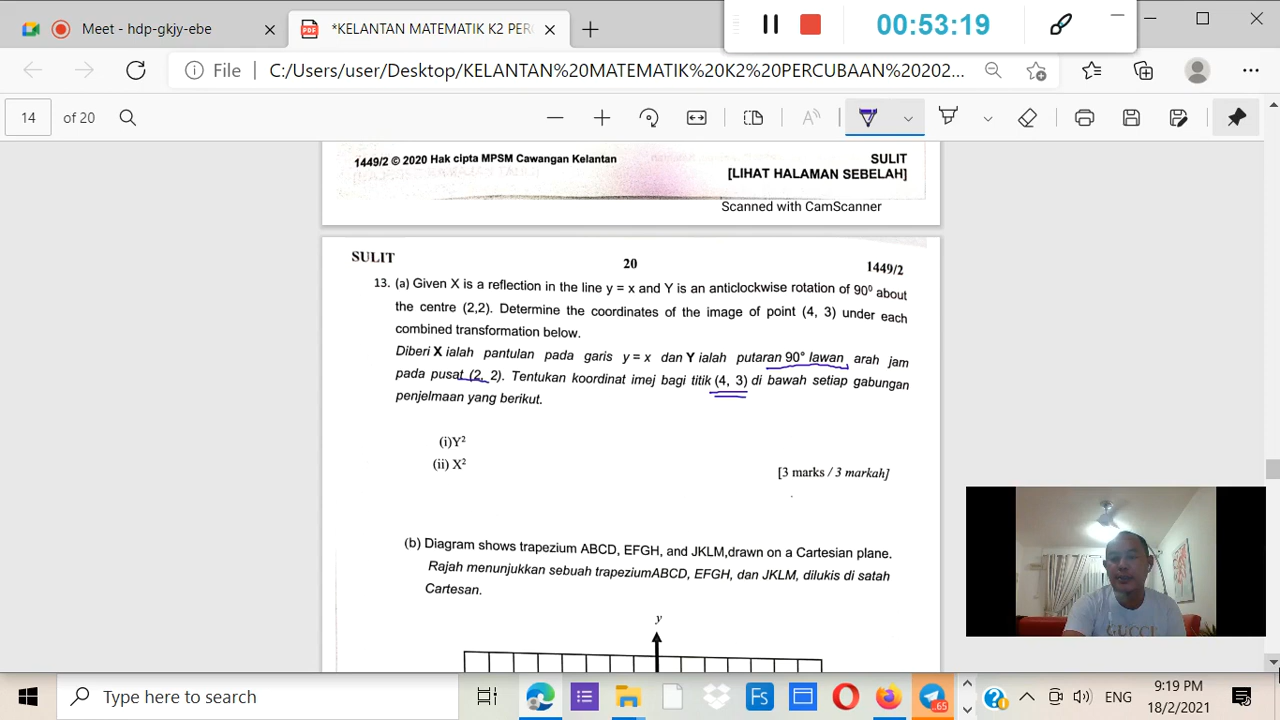 Meet - hdp-gkjy-ebe
*KELANTAN MATEMATIK K2 PER
00:53:19
File
C:/Users/user/Desktop/KELANTAN%20MATEMATIK%20K2%20PERCUBAAN%20202...
14
of 20
1449/2 © 2020 Hak cipta MPSM Cawangan Kelantan
SULIT
[LIHAT HALAMAN SEBELAH]
Scanned with CamScanner
SULIT
20
1449/2
13. (a) Given X is a reflection in the line y = x and Y is an anticlockwise rotation of 90⁰ about
the centre (2,2). Determine the coordinates of the image of point (4, 3) under each
combined transformation below.
Diberi X ialah pantulan pada garis y = x dan Y ialah putaran 90° lawan arah jam
pada pusat (2, 2). Tentukan koordinat imej bagi titik (4, 3) di bawah setiap gabungan
penjelmaan yang berikut.
(i)Y²
(ii) X²
[3 marks / 3 markah]
(b) Diagram shows trapezium ABCD, EFGH, and JKLM,drawn on a Cartesian plane.
Rajah menunjukkan sebuah trapeziumABCD, EFGH, dan JKLM, dilukis di satah
Cartesan.
y
GUCCI
Type here to search
Fs
65
ENG
9:19 PM
18/2/2021